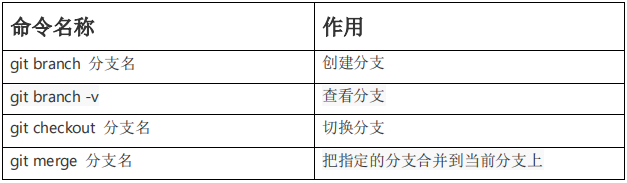 命令名称 作用
git branch 分支名 创建分支
git branch -v 查看分支
git checkout 分支名 切换分支
git merge 分支名 把指定的分支合并到当前分支上